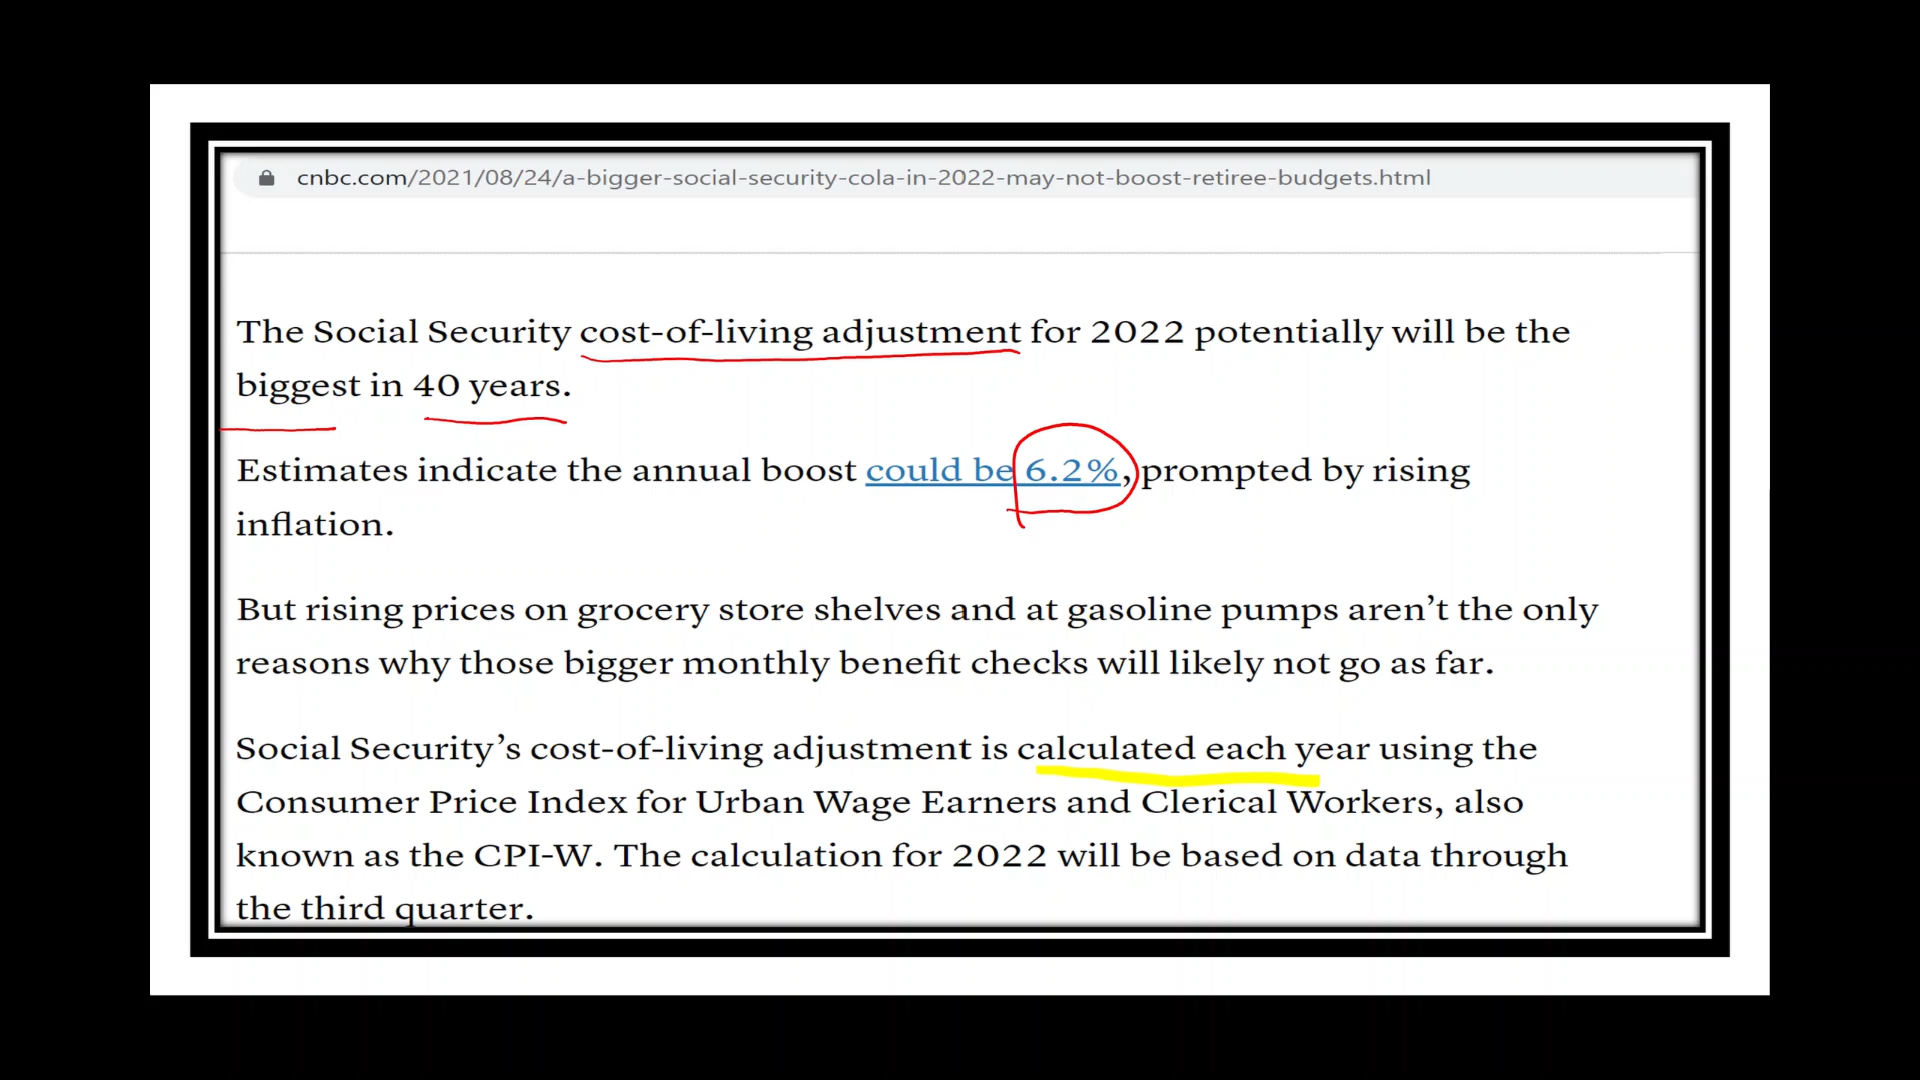 cnbc.com/2021/08/24/a-bigger-social-security-cola-in-2022-may-not-boost-retiree-budgets.html
The Social Security cost-of-living adjustment for 2022 potentially will be the
biggest in 40 years.
Estimates indicate the annual boost could be 6.2%, prompted by rising
inflation.
But rising prices on grocery store shelves and at gasoline pumps aren’t the only
reasons why those bigger monthly benefit checks will likely not go as far.
Social Security’s cost-of-living adjustment is calculated each year using the
Consumer Price Index for Urban Wage Earners and Clerical Workers, also
known as the CPI-W. The calculation for 2022 will be based on data through
the third quarter.